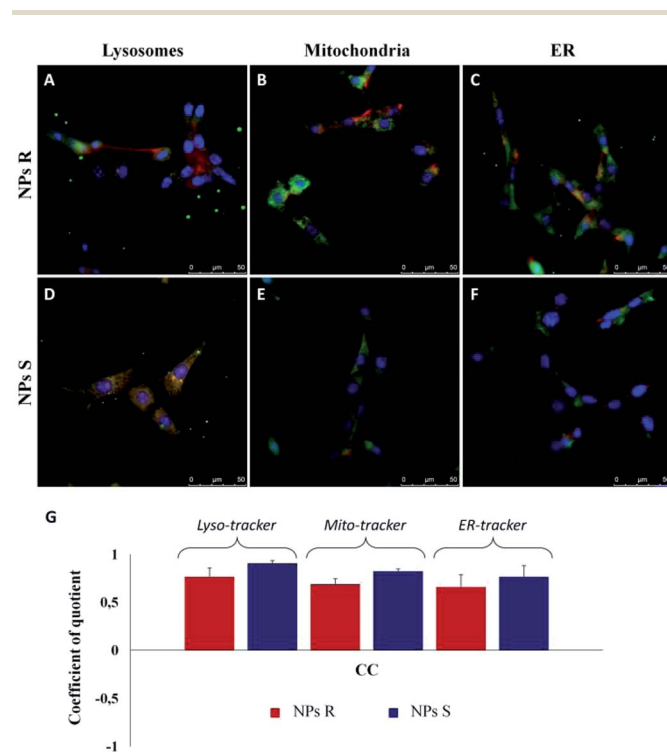 Lysosomes Mitochondria ER
NPs R
A B C
0 µm 50 0 µm 50 0 µm 50
NPs S
D E F
0 µm 50 0 µm 50 0 µm 50
G
Lyso-tracker Mito-tracker ER-tracker
Coefficient of quotient
1
0,5
0
CC
-0,5
NPs R NPs S
-1